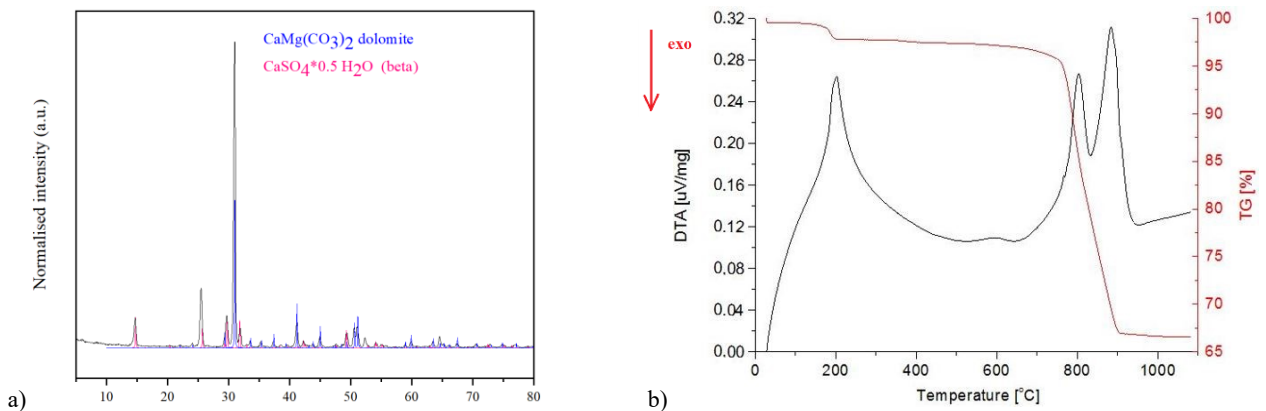 CaMg(CO3)2 dolomite
CaSO4*0.5 H2O (beta)
Normalised intensity (a.u.)
10 20 30 40 50 60 70 80
a)
exo
0.32
0.28
0.24
0.20
0.16
0.12
0.08
0.04
0.00
DTA [uV/mg]
0 200 400 600 800 1000
Temperature [°C]
100
95
90
85
80
75
70
65
TG [%]
b)